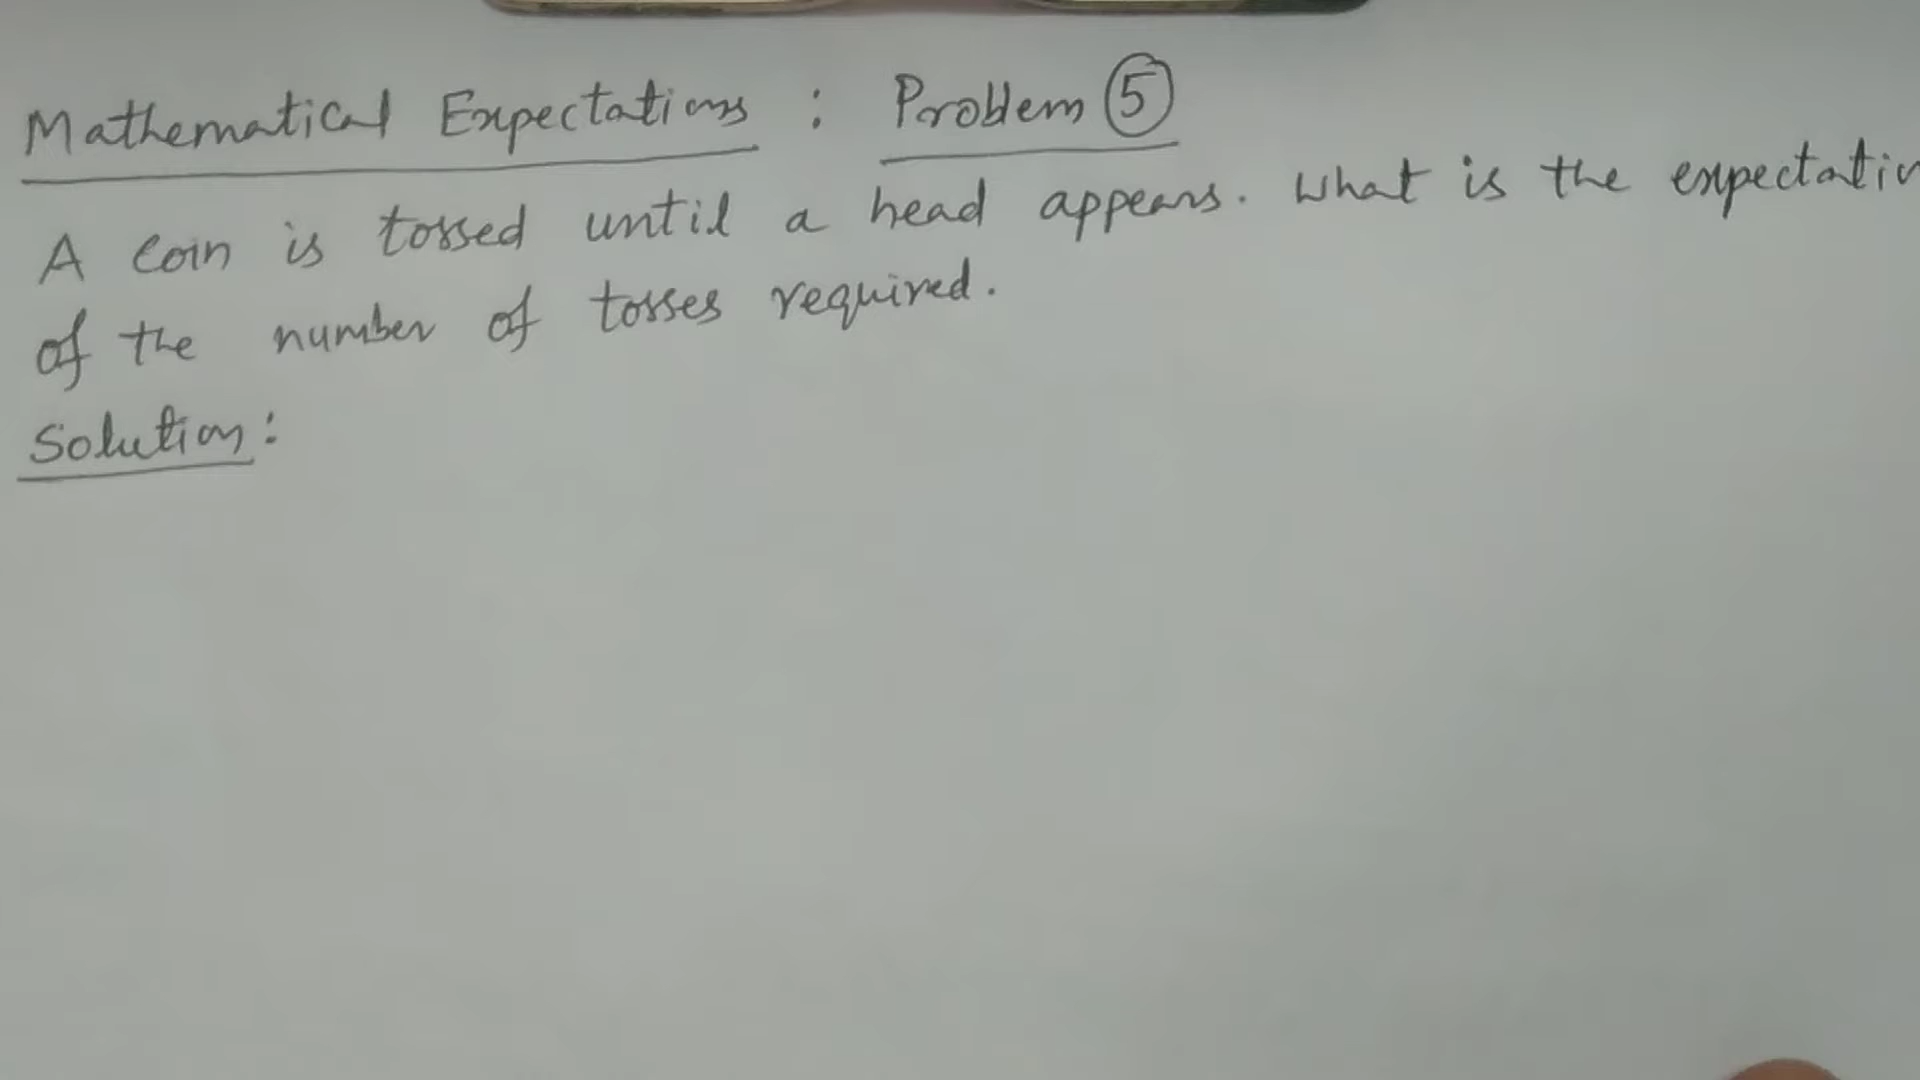 Mathematical Expectations : Problem 5
A coin is tossed until a head appears. What is the expectatio
of the number of tosses required.
Solution: